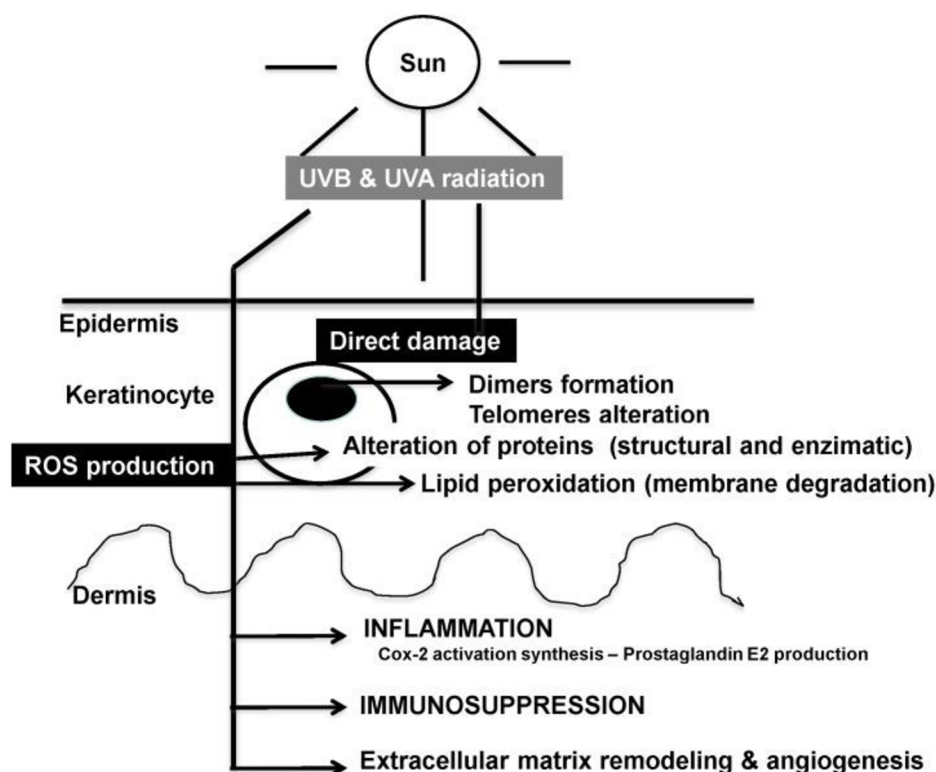 Sun
UVB & UVA radiation
Epidermis
Direct damage
Keratinocyte
Dimers formation
Telomeres alteration
Alteration of proteins (structural and enzimatic)
ROS production
Lipid peroxidation (membrane degradation)
Dermis
INFLAMMATION
Cox-2 activation synthesis – Prostaglandin E2 production
IMMUNOSUPPRESSION
Extracellular matrix remodeling & angiogenesis